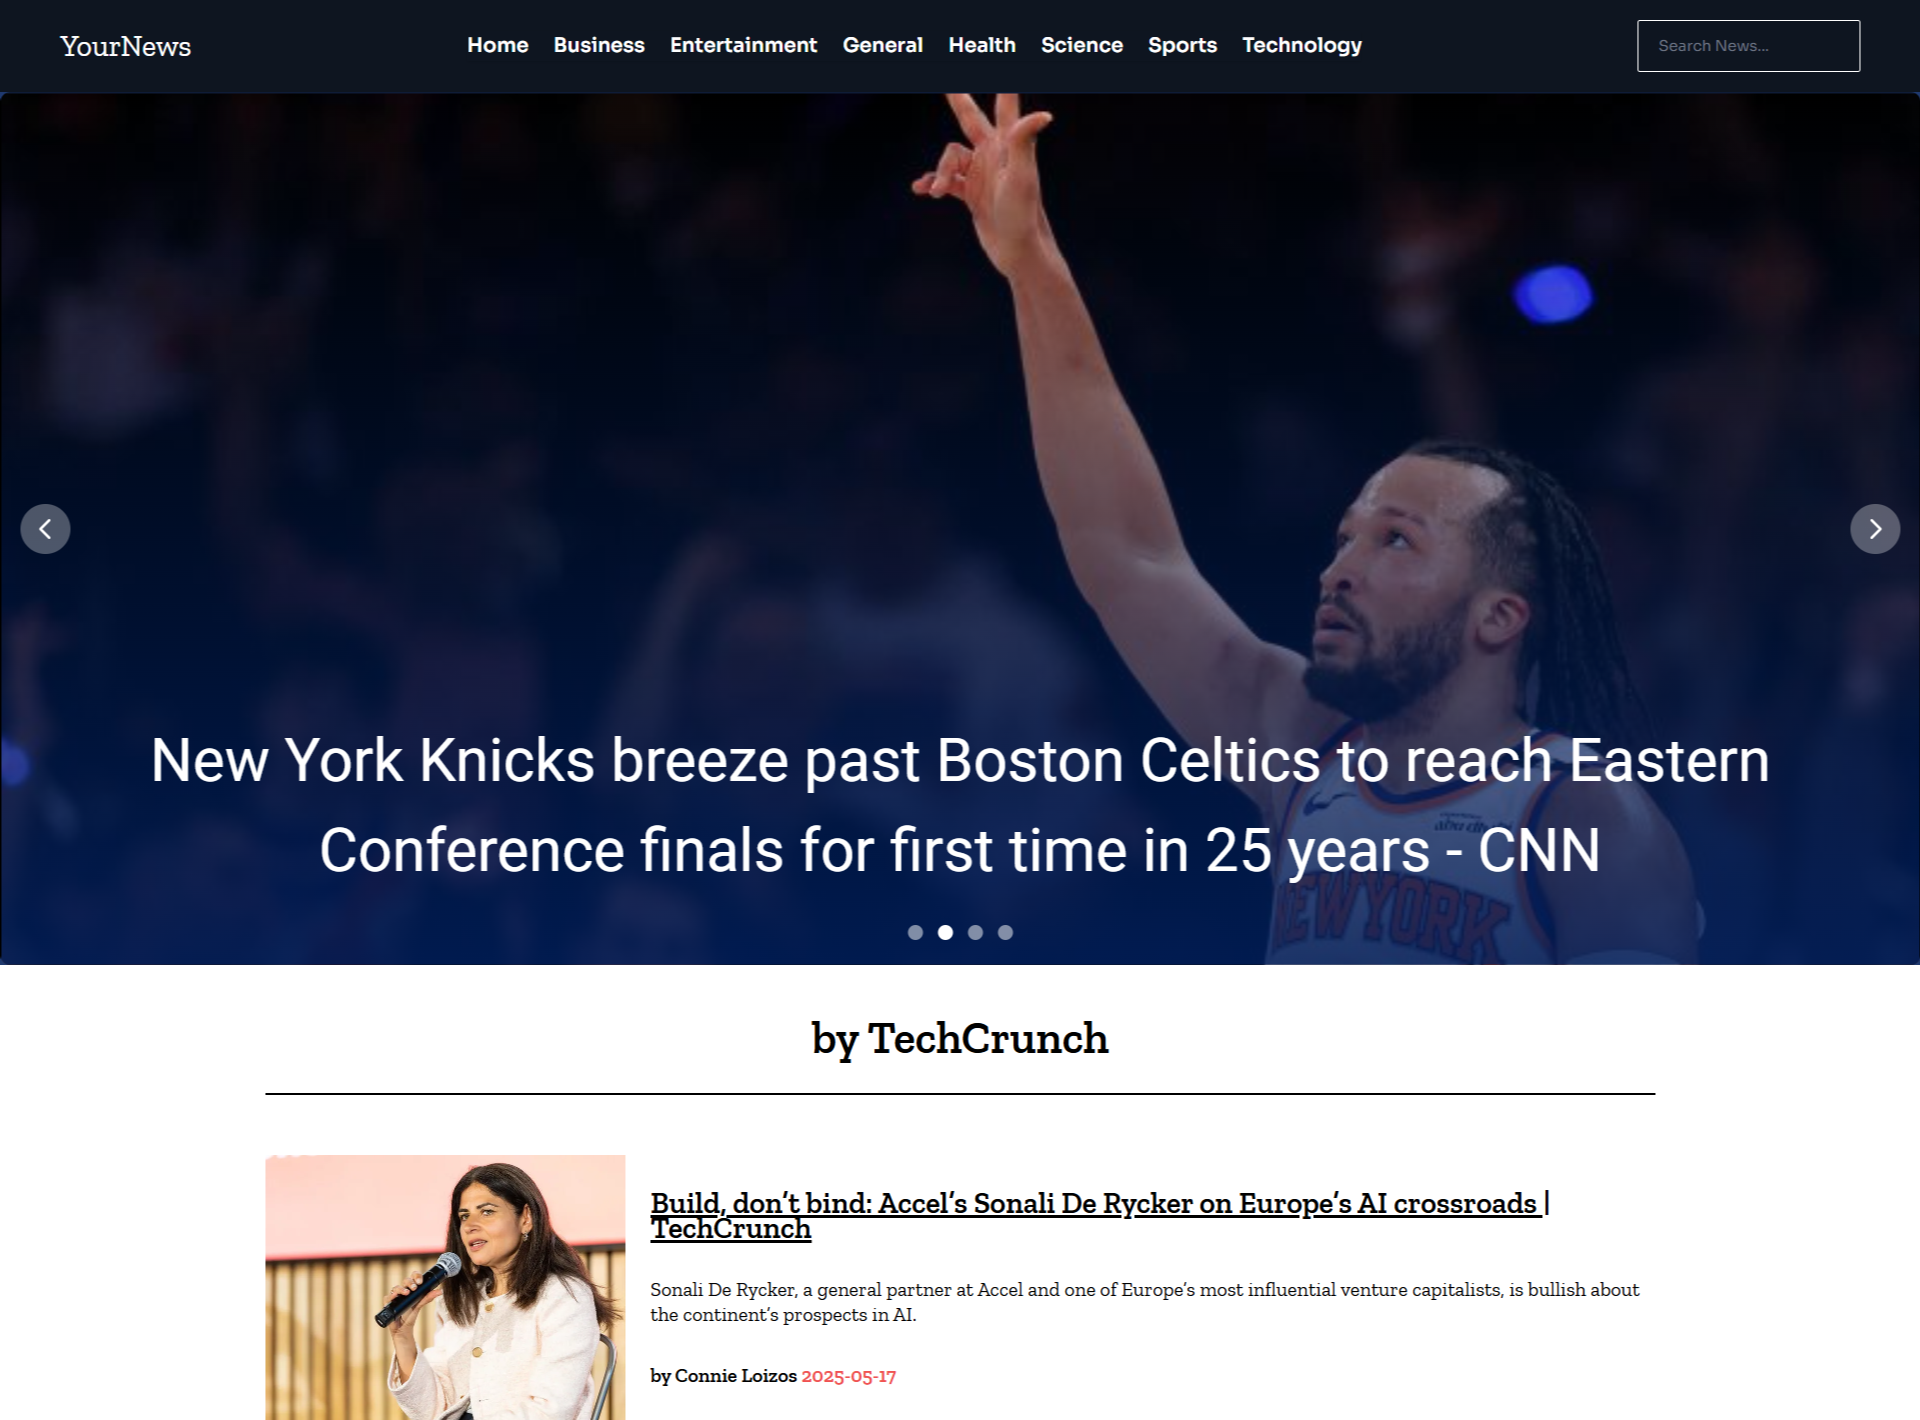 YourNews
Home Business Entertainment General Health Science Sports Technology
Search News...
New York Knicks breeze past Boston Celtics to reach Eastern
Conference finals for first time in 25 years - CNN
NEWYORK
by TechCrunch
Build, don’t bind: Accel’s Sonali De Rycker on Europe’s AI crossroads |
TechCrunch
Sonali De Rycker, a general partner at Accel and one of Europe’s most influential venture capitalists, is bullish about
the continent’s prospects in AI.
by Connie Loizos 2025-05-17